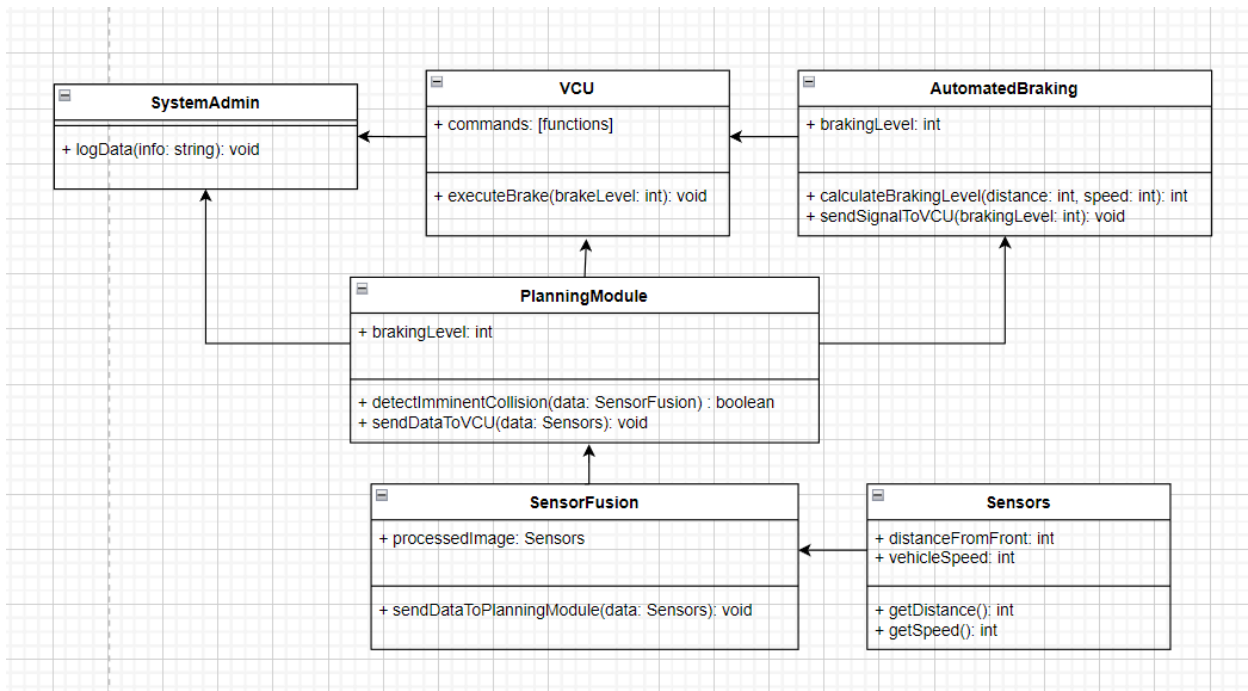 SystemAdmin
+ logData(info: string): void
VCU
+ commands: [functions]
+ executeBrake(brakeLevel: int): void
AutomatedBraking
+ brakingLevel: int
+ calculateBrakingLevel(distance: int, speed: int): int
+ sendSignalToVCU(brakingLevel: int): void
PlanningModule
+ brakingLevel: int
+ detectImminentCollision(data: SensorFusion) : boolean
+ sendDataToVCU(data: Sensors): void
SensorFusion
+ processedImage: Sensors
+ sendDataToPlanningModule(data: Sensors): void
Sensors
+ distanceFromFront: int
+ vehicleSpeed: int
+ getDistance(): int
+ getSpeed(): int